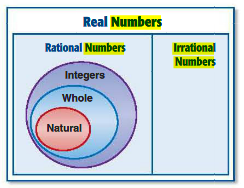 Real Numbers
Rational Numbers
Irrational
Numbers
Integers
Whole
Natural